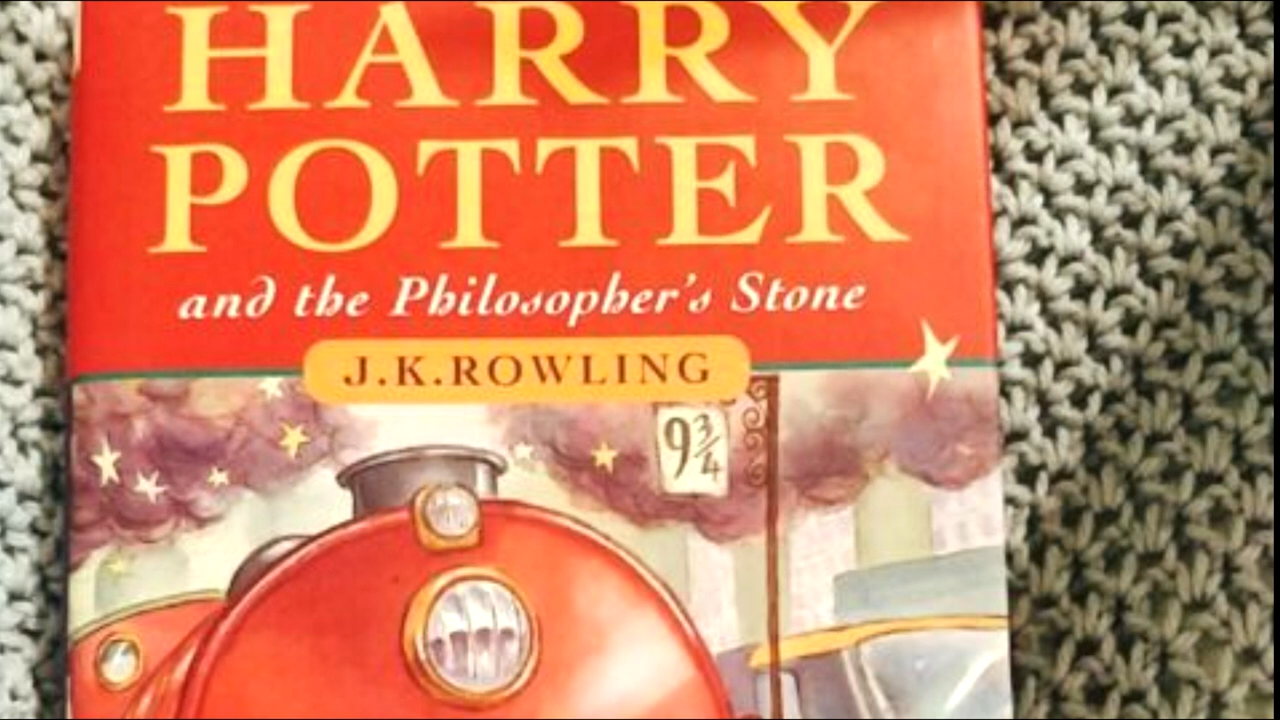 HARRY
POTTER
and the Philosopher's Stone
J.K.ROWLING
9¾